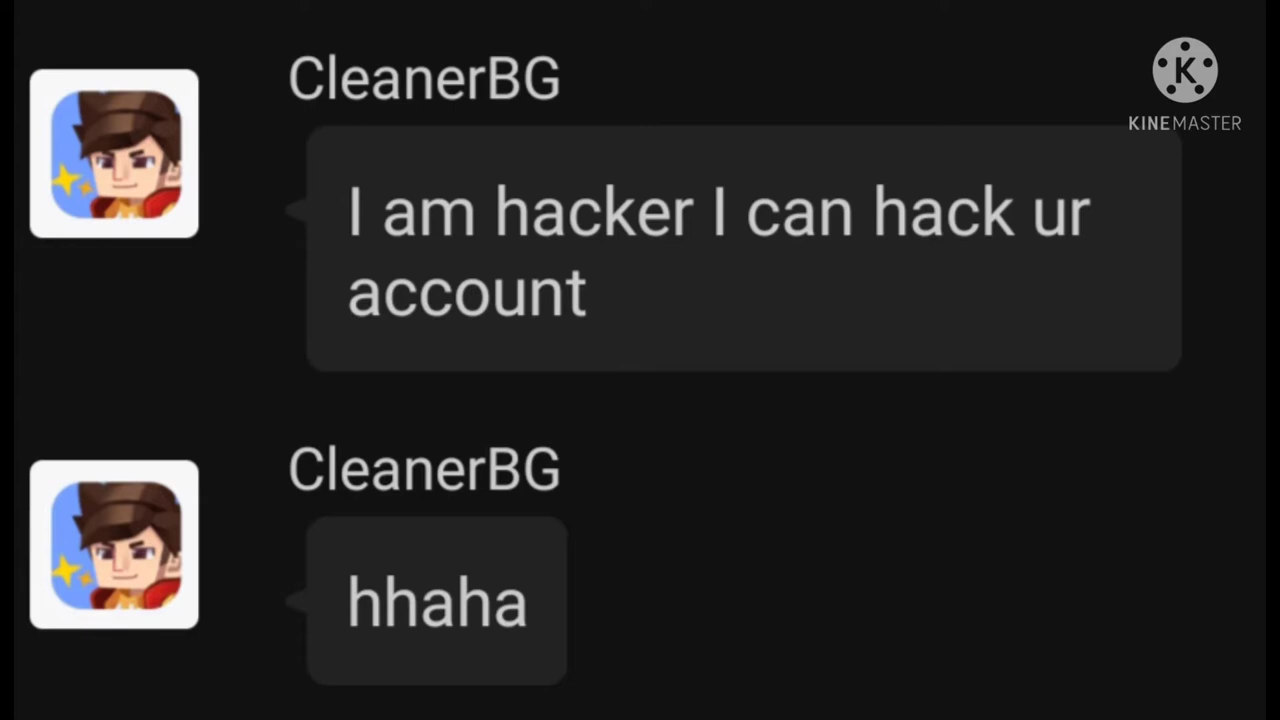 CleanerBG
K
KINEMASTER
I am hacker I can hack ur
account
CleanerBG
hhaha